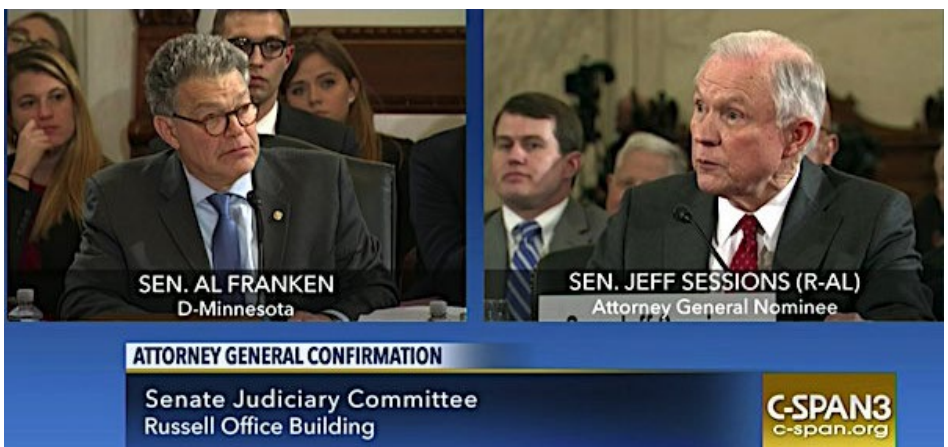 SEN. AL FRANKEN
D-Minnesota
SEN. JEFF SESSIONS (R-AL)
Attorney General Nominee
ATTORNEY GENERAL CONFIRMATION
Senate Judiciary Committee
Russell Office Building
C-SPAN3
c-span.org